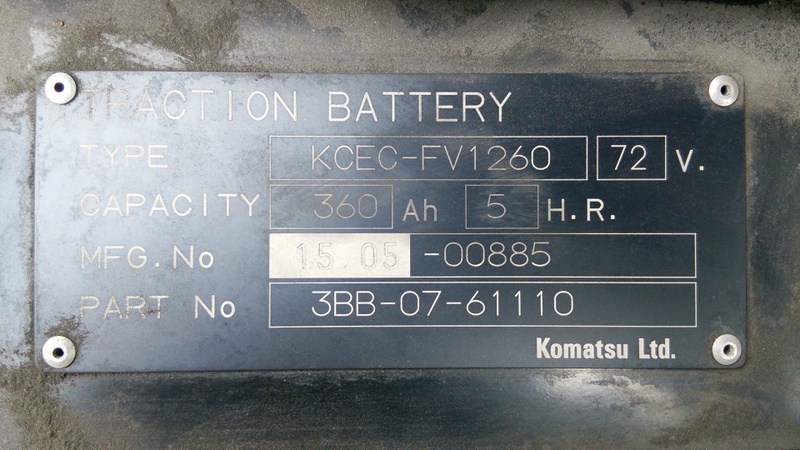 TRACTION BATTERY
TYPE KCEC-FV1260 72 V.
CAPACITY 360 Ah 5 H.R.
MFG.No 15.05 -00885
PART No 3BB-07-61110
Komatsu Ltd.